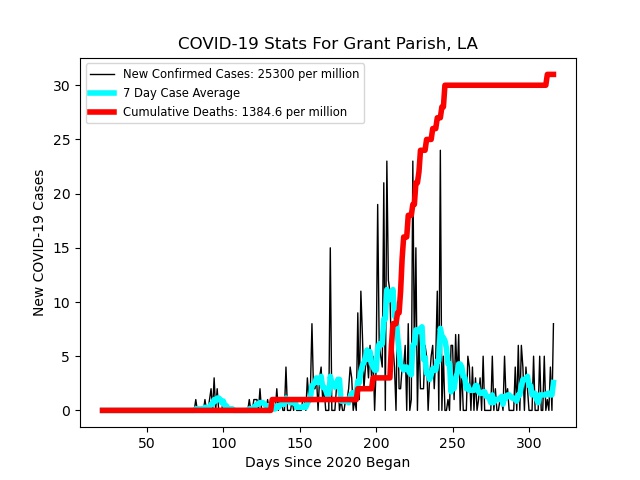 COVID-19 Stats For Grant Parish, LA
New Confirmed Cases: 25300 per million
7 Day Case Average
Cumulative Deaths: 1384.6 per million
New COVID-19 Cases
30
25
20
15
10
5
0
50 100 150 200 250 300
Days Since 2020 Began